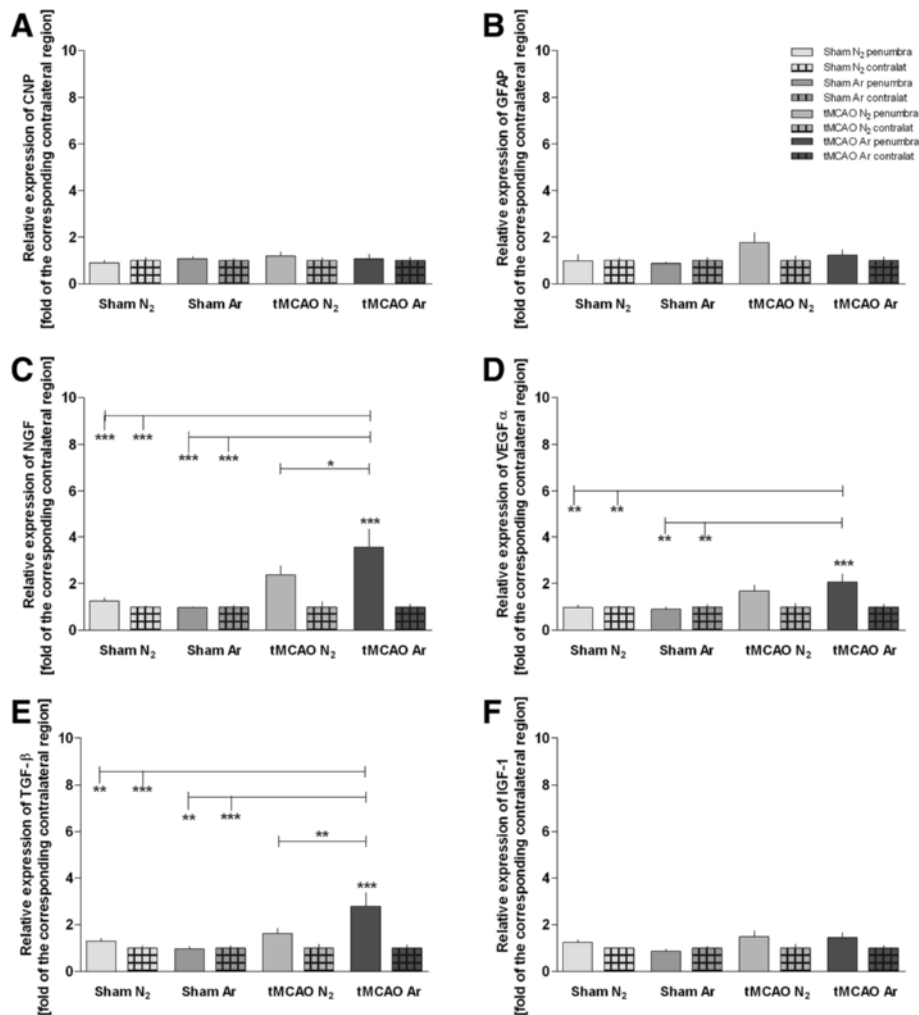 A
Relative expression of CNP
[fold of the corresponding contralateral region]
10
8
6
4
2
0
Sham N₂
Sham Ar
tMCAO N₂
tMCAO Ar
B
Relative expression of GFAP
[fold of the corresponding contralateral region]
10
8
6
4
2
0
Sham N₂
Sham Ar
tMCAO N₂
tMCAO Ar
Sham N₂ penumbra
Sham N₂ contralat
Sham Ar penumbra
Sham Ar contralat
tMCAO N₂ penumbra
tMCAO N₂ contralat
tMCAO Ar penumbra
tMCAO Ar contralat
C
Relative expression of NGF
[fold of the corresponding contralateral region]
10
8
6
4
2
0
*** ***
*** ***
*
***
Sham N₂
Sham Ar
tMCAO N₂
tMCAO Ar
D
Relative expression of VEGFα
[fold of the corresponding contralateral region]
10
8
6
4
2
0
** **
** **
***
Sham N₂
Sham Ar
tMCAO N₂
tMCAO Ar
E
Relative expression of TGF-β
[fold of the corresponding contralateral region]
10
8
6
4
2
0
** ***
** ***
**
***
Sham N₂
Sham Ar
tMCAO N₂
tMCAO Ar
F
Relative expression of IGF-1
[fold of the corresponding contralateral region]
10
8
6
4
2
0
Sham N₂
Sham Ar
tMCAO N₂
tMCAO Ar